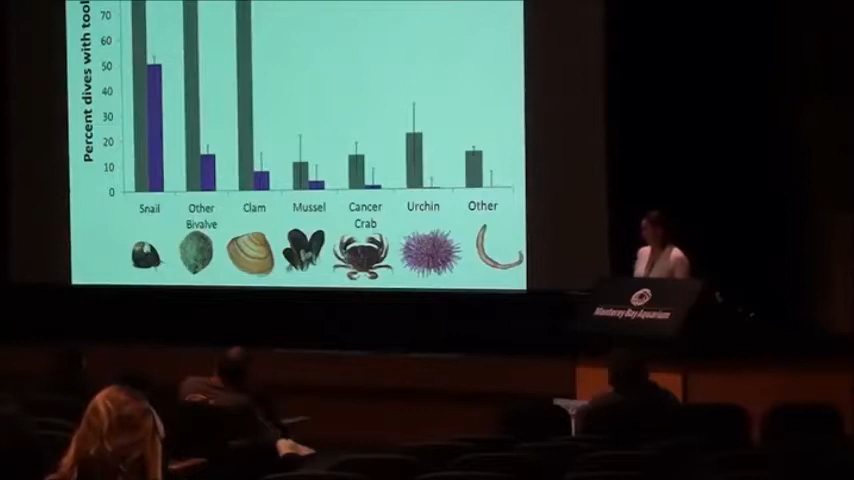 Percent dives with tool
70
60
50
40
30
20
10
0
Snail
Other
Bivalve
Clam
Mussel
Cancer
Crab
Urchin
Other
Monterey Bay Aquarium